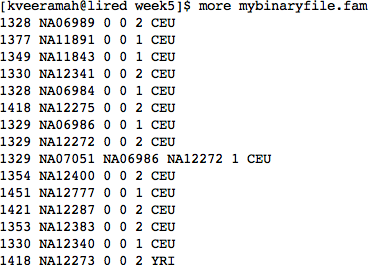 [kveeramah@lired week5]$ more mybinaryfile.fam
1328 NA06989 0 0 2 CEU
1377 NA11891 0 0 1 CEU
1349 NA11843 0 0 1 CEU
1330 NA12341 0 0 2 CEU
1328 NA06984 0 0 1 CEU
1418 NA12275 0 0 2 CEU
1329 NA06986 0 0 1 CEU
1329 NA12272 0 0 2 CEU
1329 NA07051 NA06986 NA12272 1 CEU
1354 NA12400 0 0 2 CEU
1451 NA12777 0 0 1 CEU
1421 NA12287 0 0 2 CEU
1353 NA12383 0 0 2 CEU
1330 NA12340 0 0 1 CEU
1418 NA12273 0 0 2 YRI